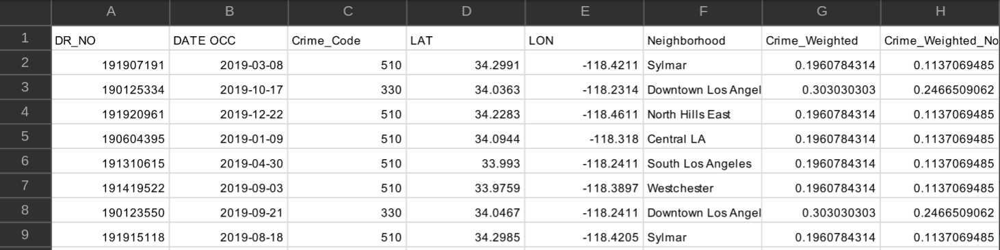 A B C D E F G H
1 DR_NO DATE OCC Crime_Code LAT LON Neighborhood Crime_Weighted Crime_Weighted_No
2 191907191 2019-03-08 510 34.2991 -118.4211 Sylmar 0.1960784314 0.1137069485
3 190125334 2019-10-17 330 34.0363 -118.2314 Downtown Los Angel 0.303030303 0.2466509062
4 191920961 2019-12-22 510 34.2283 -118.4611 North Hills East 0.1960784314 0.1137069485
5 190604395 2019-01-09 510 34.0944 -118.318 Central LA 0.1960784314 0.1137069485
6 191310615 2019-04-30 510 33.993 -118.2411 South Los Angeles 0.1960784314 0.1137069485
7 191419522 2019-09-03 510 33.9759 -118.3897 Westchester 0.1960784314 0.1137069485
8 190123550 2019-09-21 330 34.0467 -118.2411 Downtown Los Angel 0.303030303 0.2466509062
9 191915118 2019-08-18 510 34.2985 -118.4205 Sylmar 0.1960784314 0.1137069485